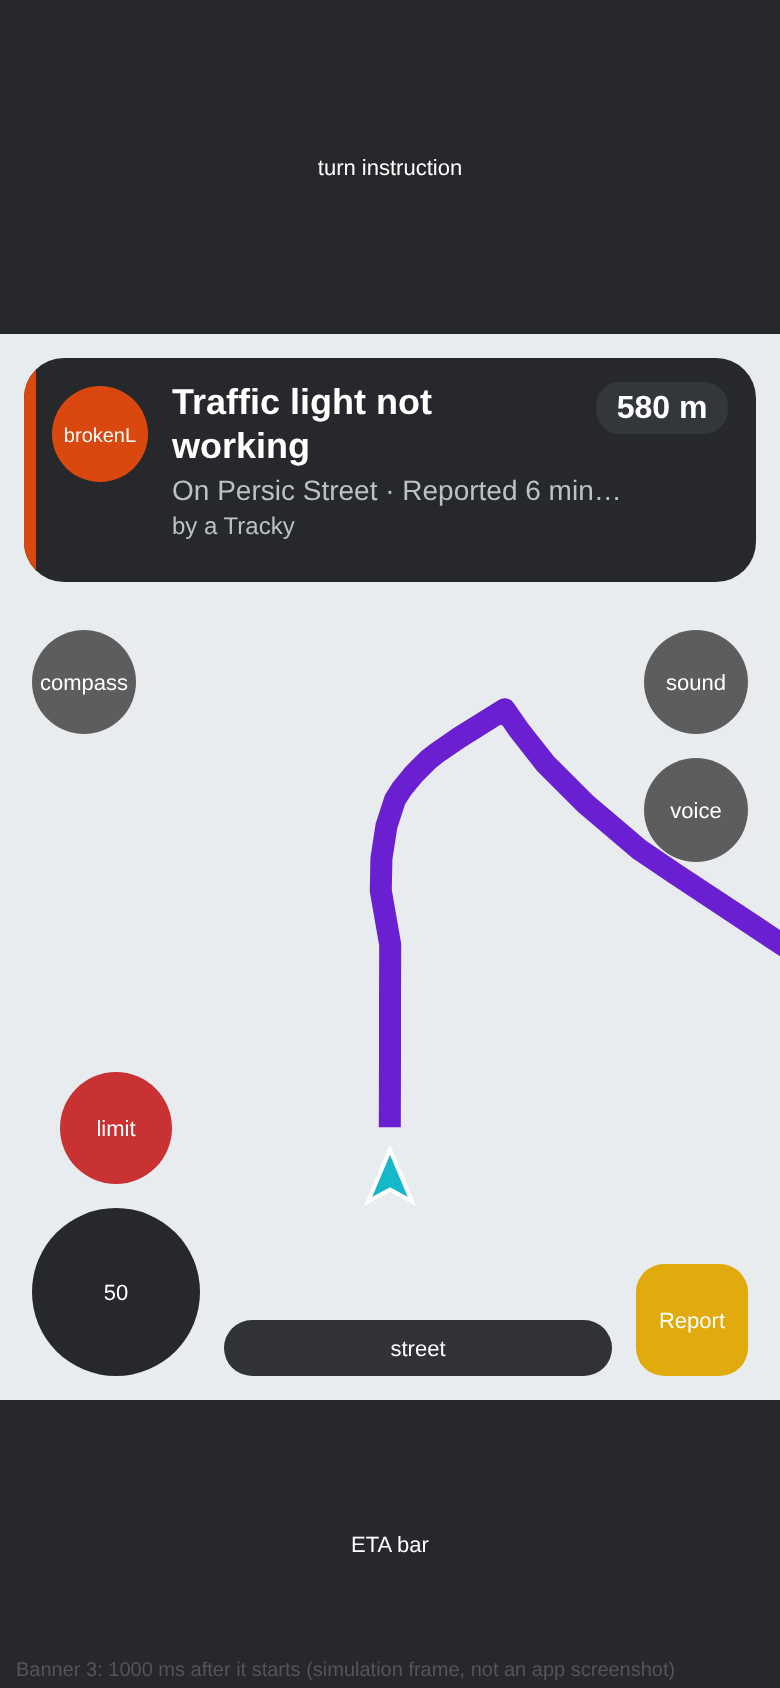 turn instruction
Traffic light not
working
580 m
On Persic Street · Reported 6 min…
by a Tracky
brokenL
compass
sound
voice
limit
50
street
Report
ETA bar
Banner 3: 1000 ms after it starts (simulation frame, not an app screenshot)